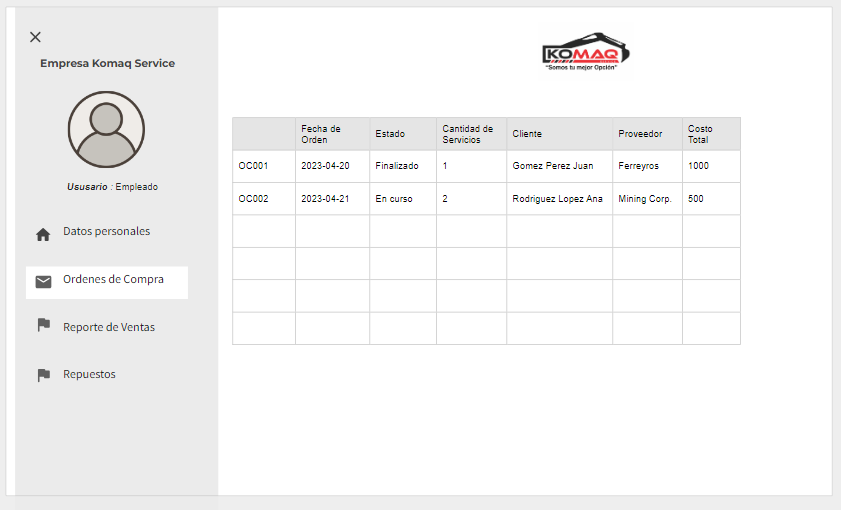 Empresa Komaq Service
Ususario : Empleado
Datos personales
Ordenes de Compra
Reporte de Ventas
Repuestos
KOMAQ
SERVICE
"Somos tu mejor Opción"
Fecha de Orden Estado Cantidad de Servicios Cliente Proveedor Costo Total
OC001 2023-04-20 Finalizado 1 Gomez Perez Juan Ferreyros 1000
OC002 2023-04-21 En curso 2 Rodriguez Lopez Ana Mining Corp. 500